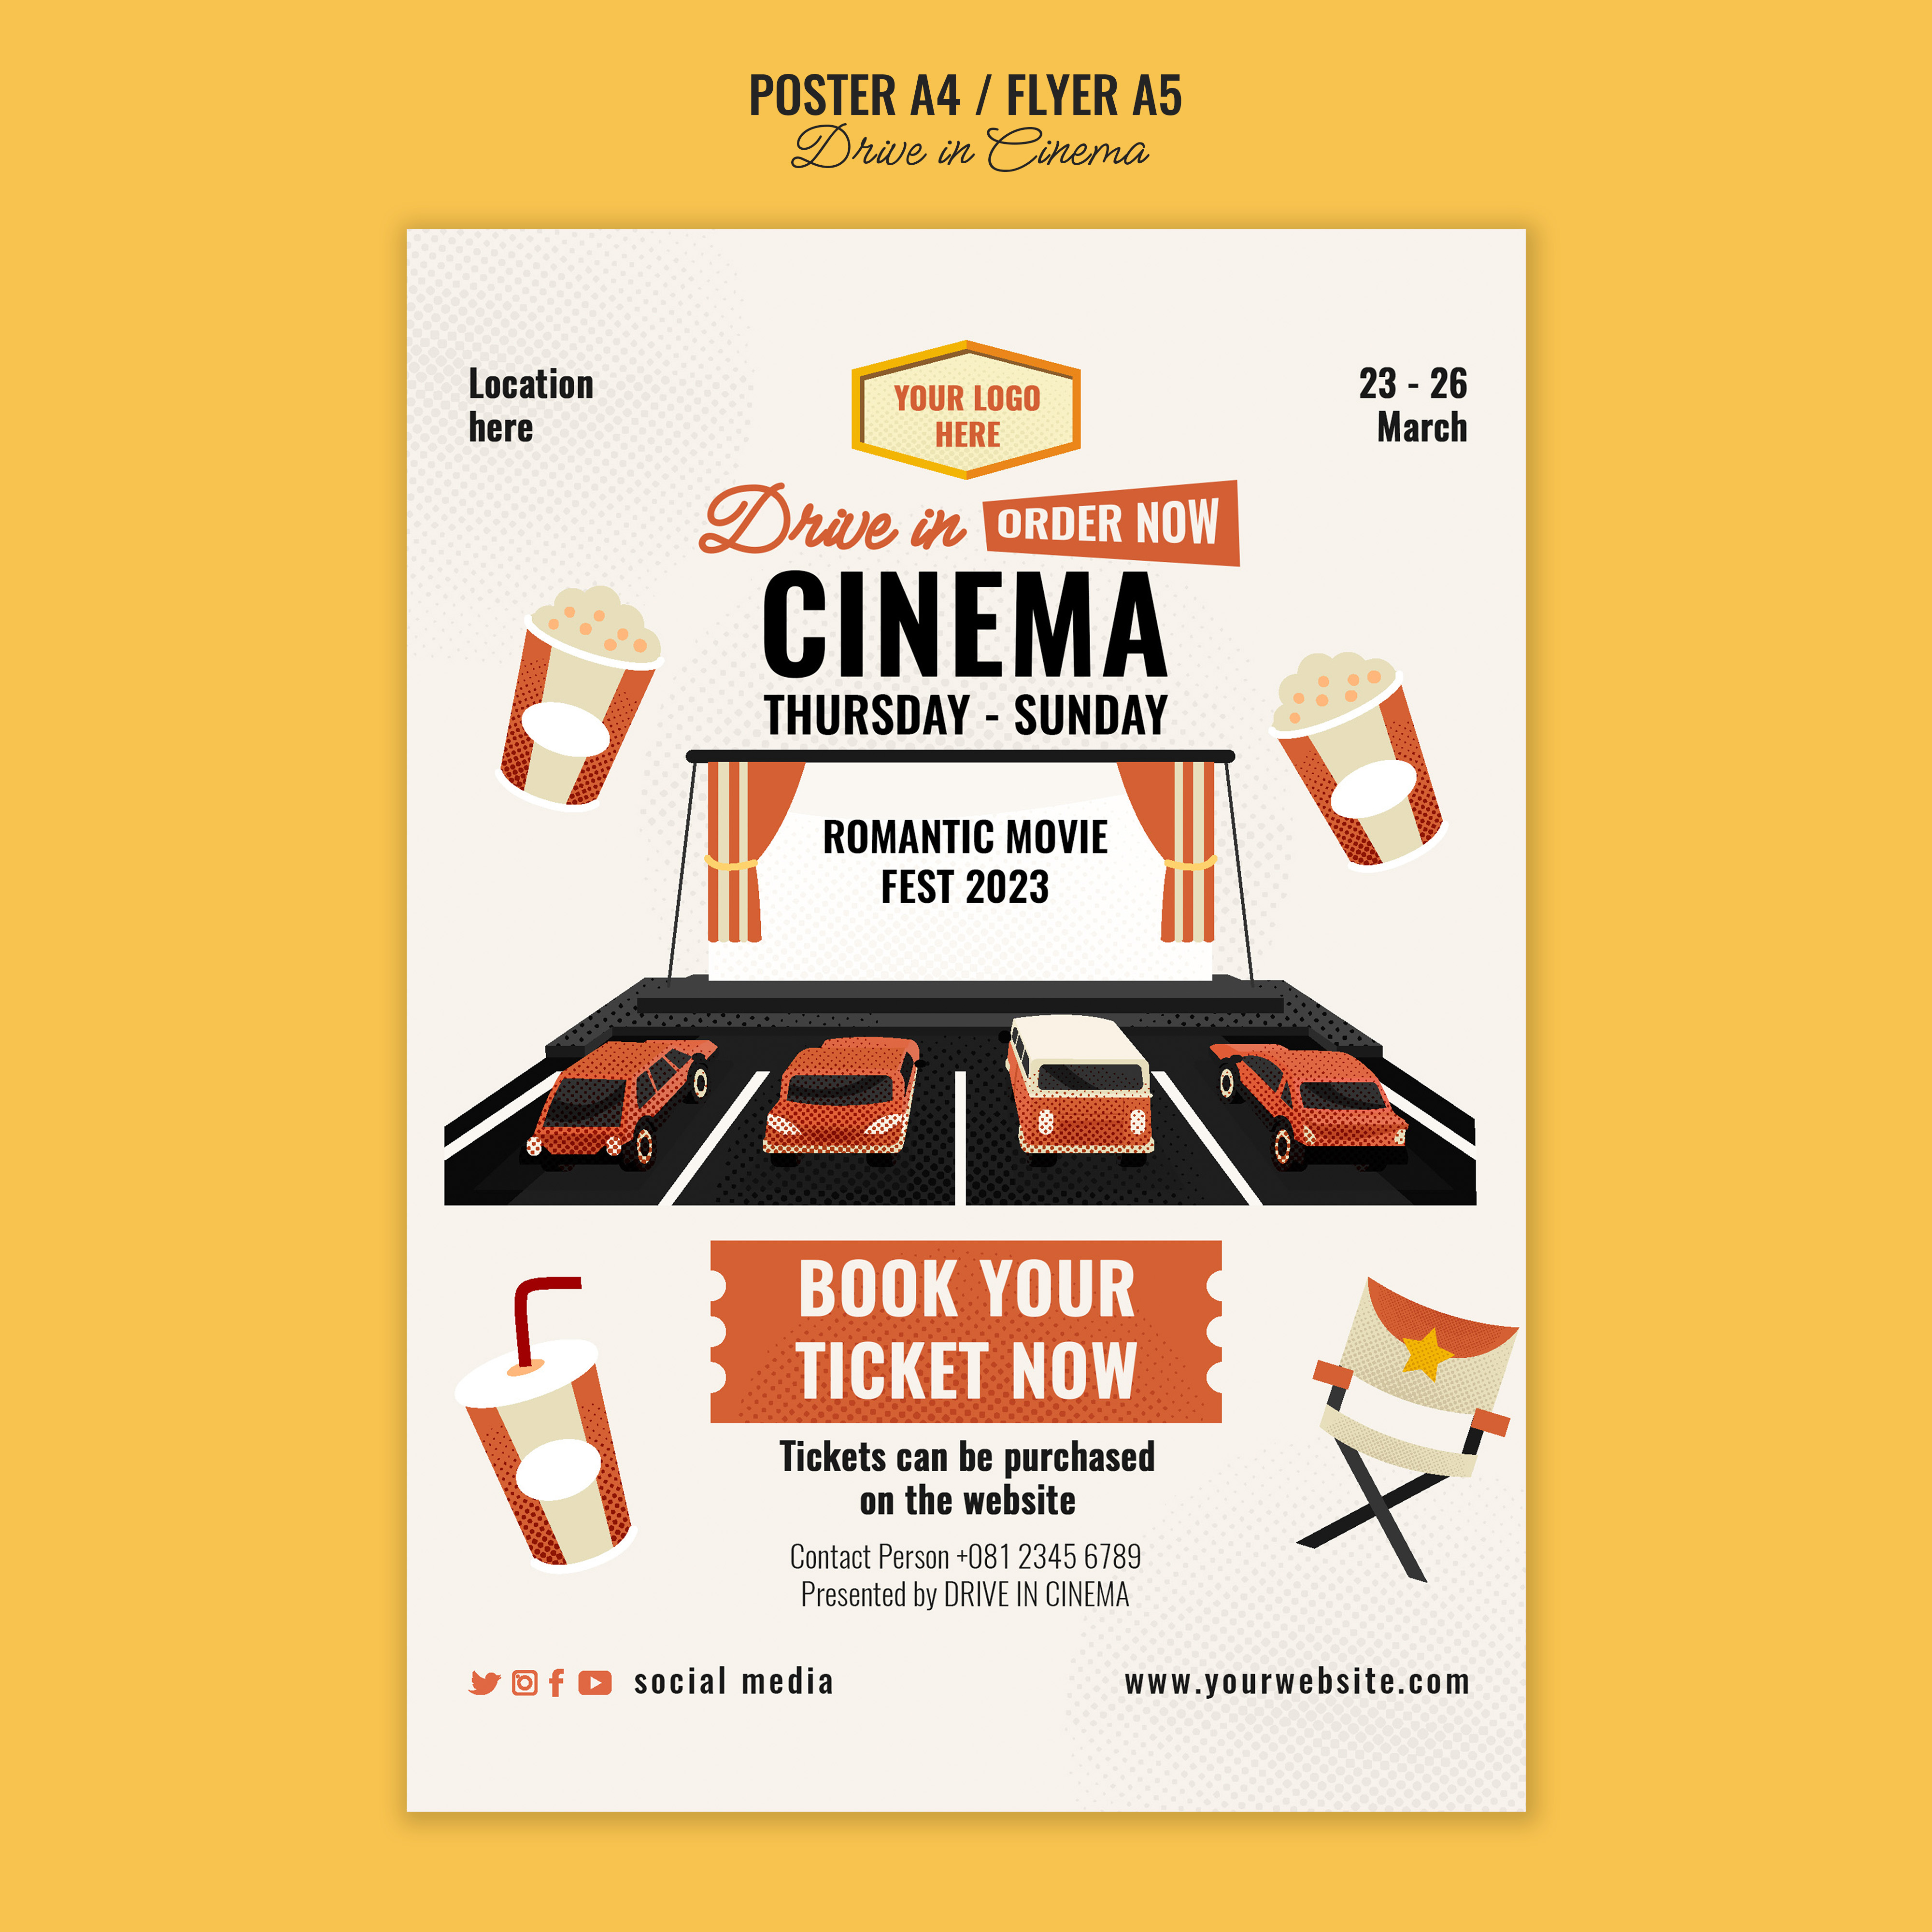 POSTER A4 / FLYER A5
Drive in Cinema
Location
here
YOUR LOGO
HERE
23 - 26
March
Drive in
ORDER NOW
CINEMA
THURSDAY - SUNDAY
ROMANTIC MOVIE
FEST 2023
BOOK YOUR
TICKET NOW
Tickets can be purchased
on the website
Contact Person +081 2345 6789
Presented by DRIVE IN CINEMA
social media
www.yourwebsite.com